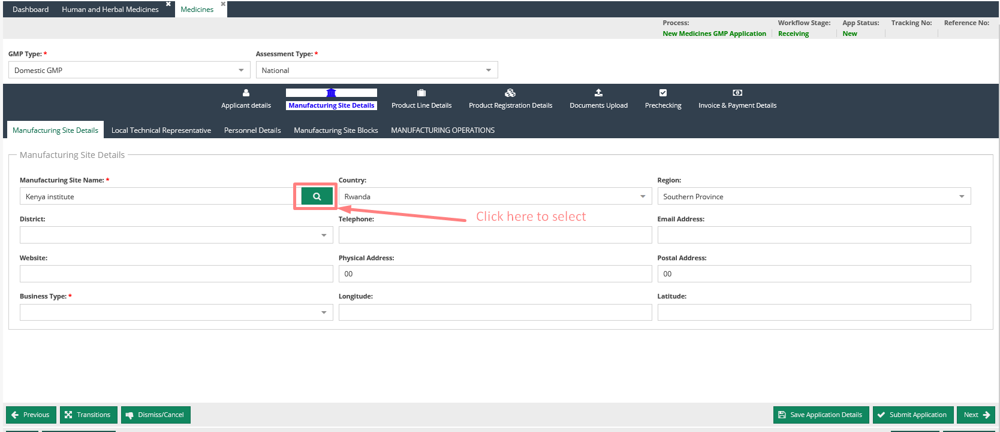 Dashboard Human and Herbal Medicines Medicines
Process: Workflow Stage: App Status: Tracking No: Reference No:
New Medicines GMP Application Receiving New
GMP Type: * Assessment Type: *
Domestic GMP National
Applicant details Manufacturing Site Details Product Line Details Product Registration Details Documents Upload Prechecking Invoice & Payment Details
Manufacturing Site Details Local Technical Representative Personnel Details Manufacturing Site Blocks MANUFACTURING OPERATIONS
Manufacturing Site Details
Manufacturing Site Name: * Country: Region:
Kenya institute Rwanda Southern Province
Click here to select
District: Telephone: Email Address:
Website: Physical Address: Postal Address:
00 00
Business Type: * Longitude: Latitude:
Previous Transitions Dismiss/Cancel Save Application Details Submit Application Next